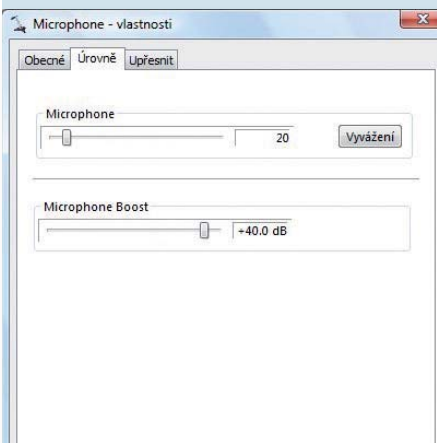 Microphone - vlastnosti
Obecné Úrovně Upřesnit
Microphone
20 Vyvážení
Microphone Boost
+40.0 dB